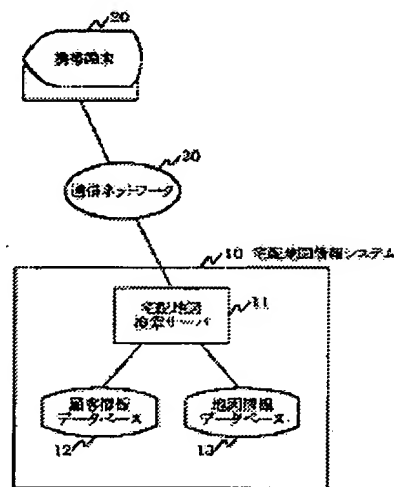 20
携帯端末
20
通信ネットワーク
10 宅配地図情報システム
宅配地図
検索サーバ
11
顧客情報
データベース
地図情報
データベース
12
13